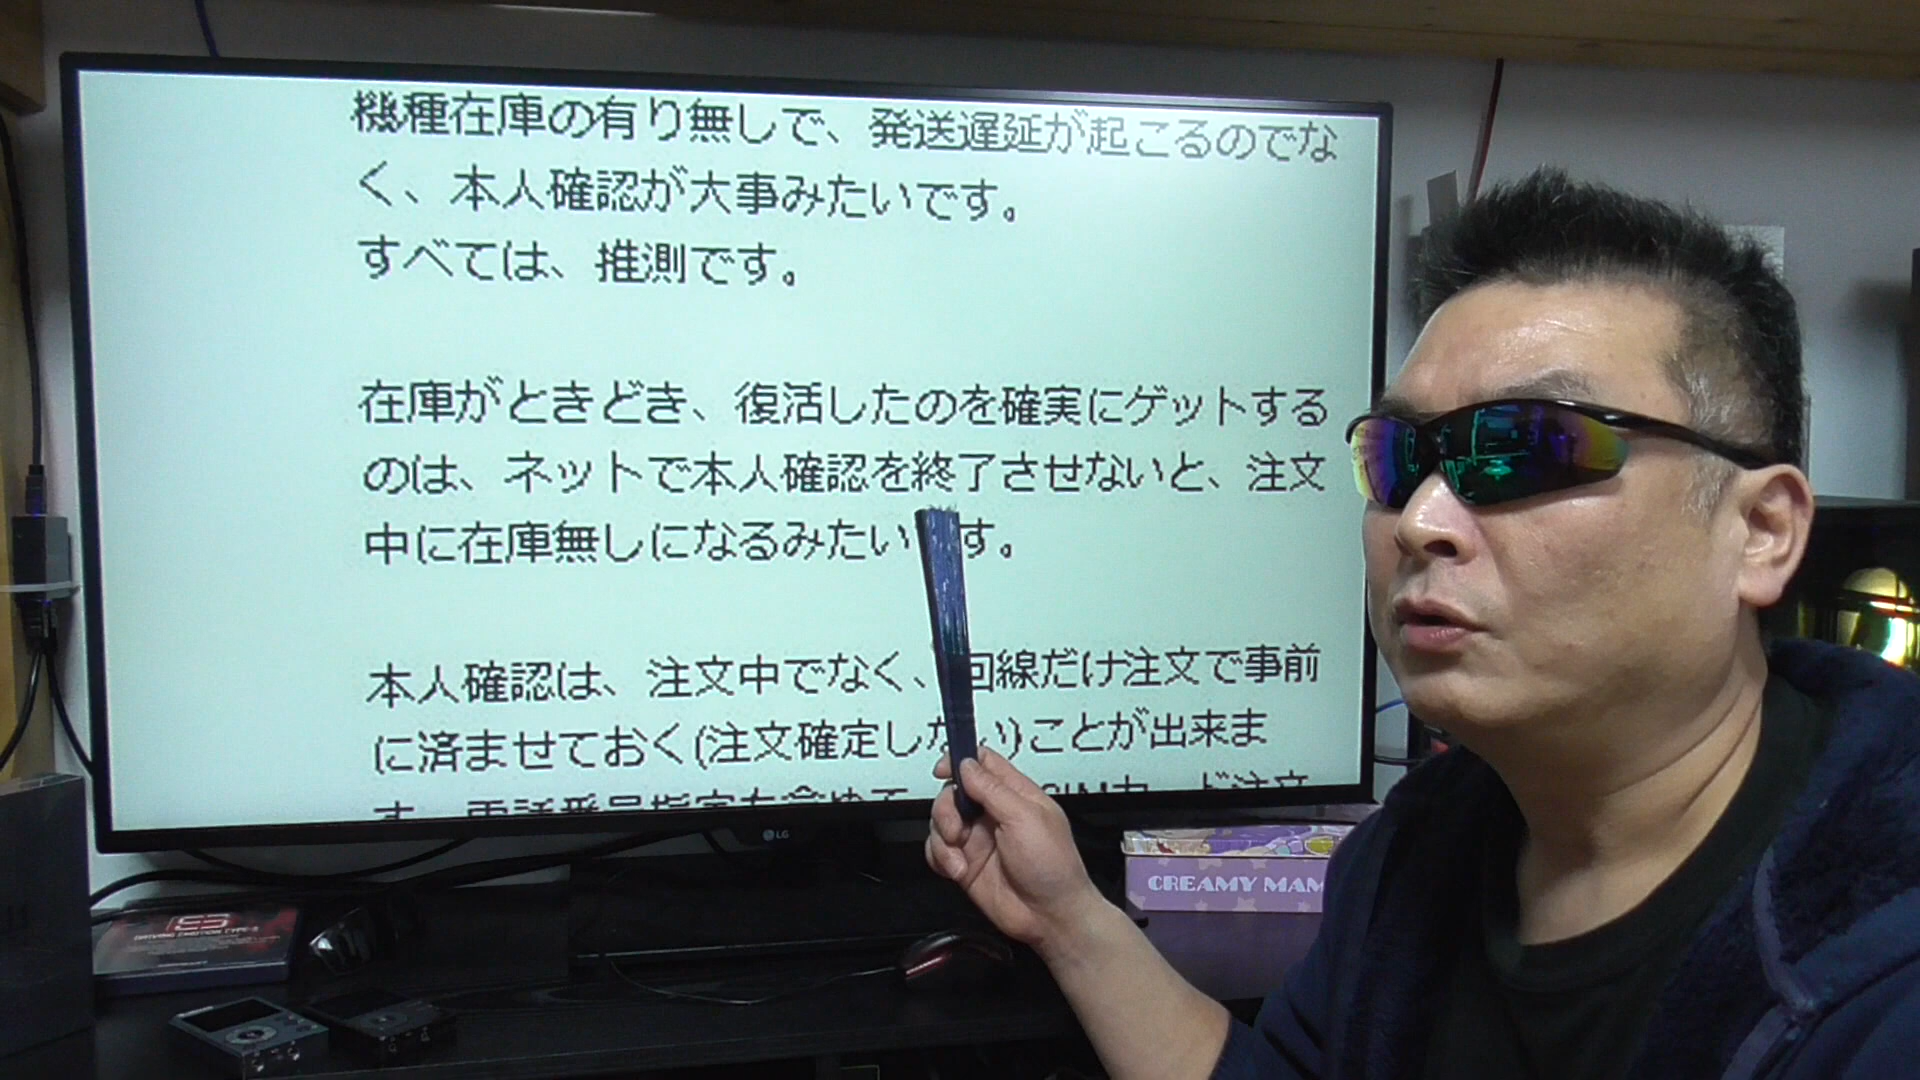 機種在庫の有り無しで、発送遅延が起こるのでな
く、本人確認が大事みたいです。
すべては、推測です。
在庫がときどき、復活したのを確実にゲットする
のは、ネットで本人確認を終了させないと、注文
中に在庫無しになるみたい す。
本人確認は、注文中でなく、回線だけ注文で事前
に済ませておく(注文確定しない)ことが出来ま
LG
CREAMY MAM
DRIVING EMOTION TYPE-S